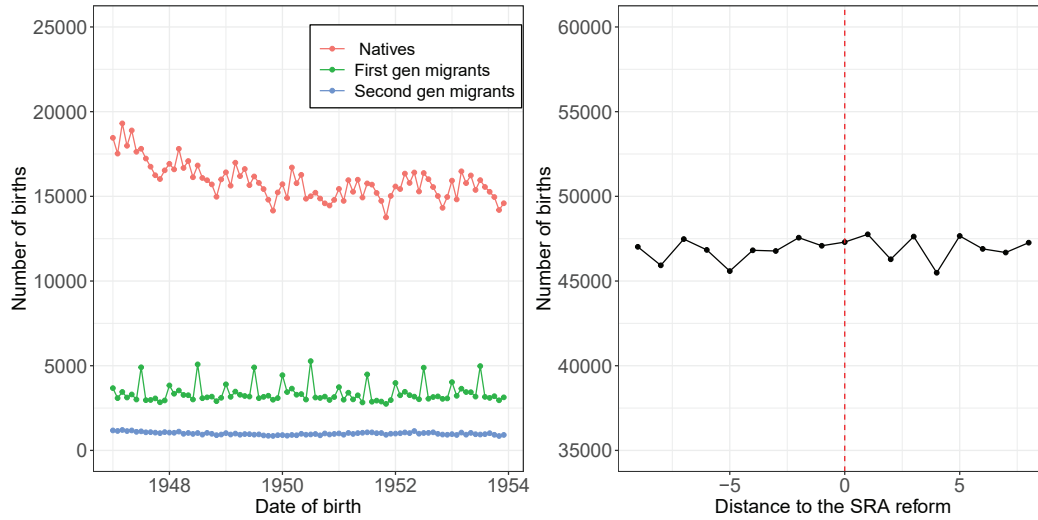 25000
20000
15000
10000
5000
0
Number of births
Natives
First gen migrants
Second gen migrants
1948
1950
1952
1954
Date of birth
60000
55000
50000
45000
40000
35000
Number of births
−5
0
5
Distance to the SRA reform